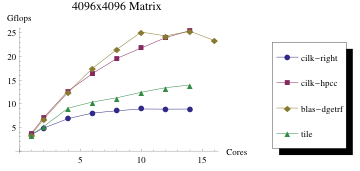 4096x4096 Matrix
Gflops
25
20
15
10
5
5
10
15
Cores
cilk-right
cilk-hpcc
blas-dgetrf
tile